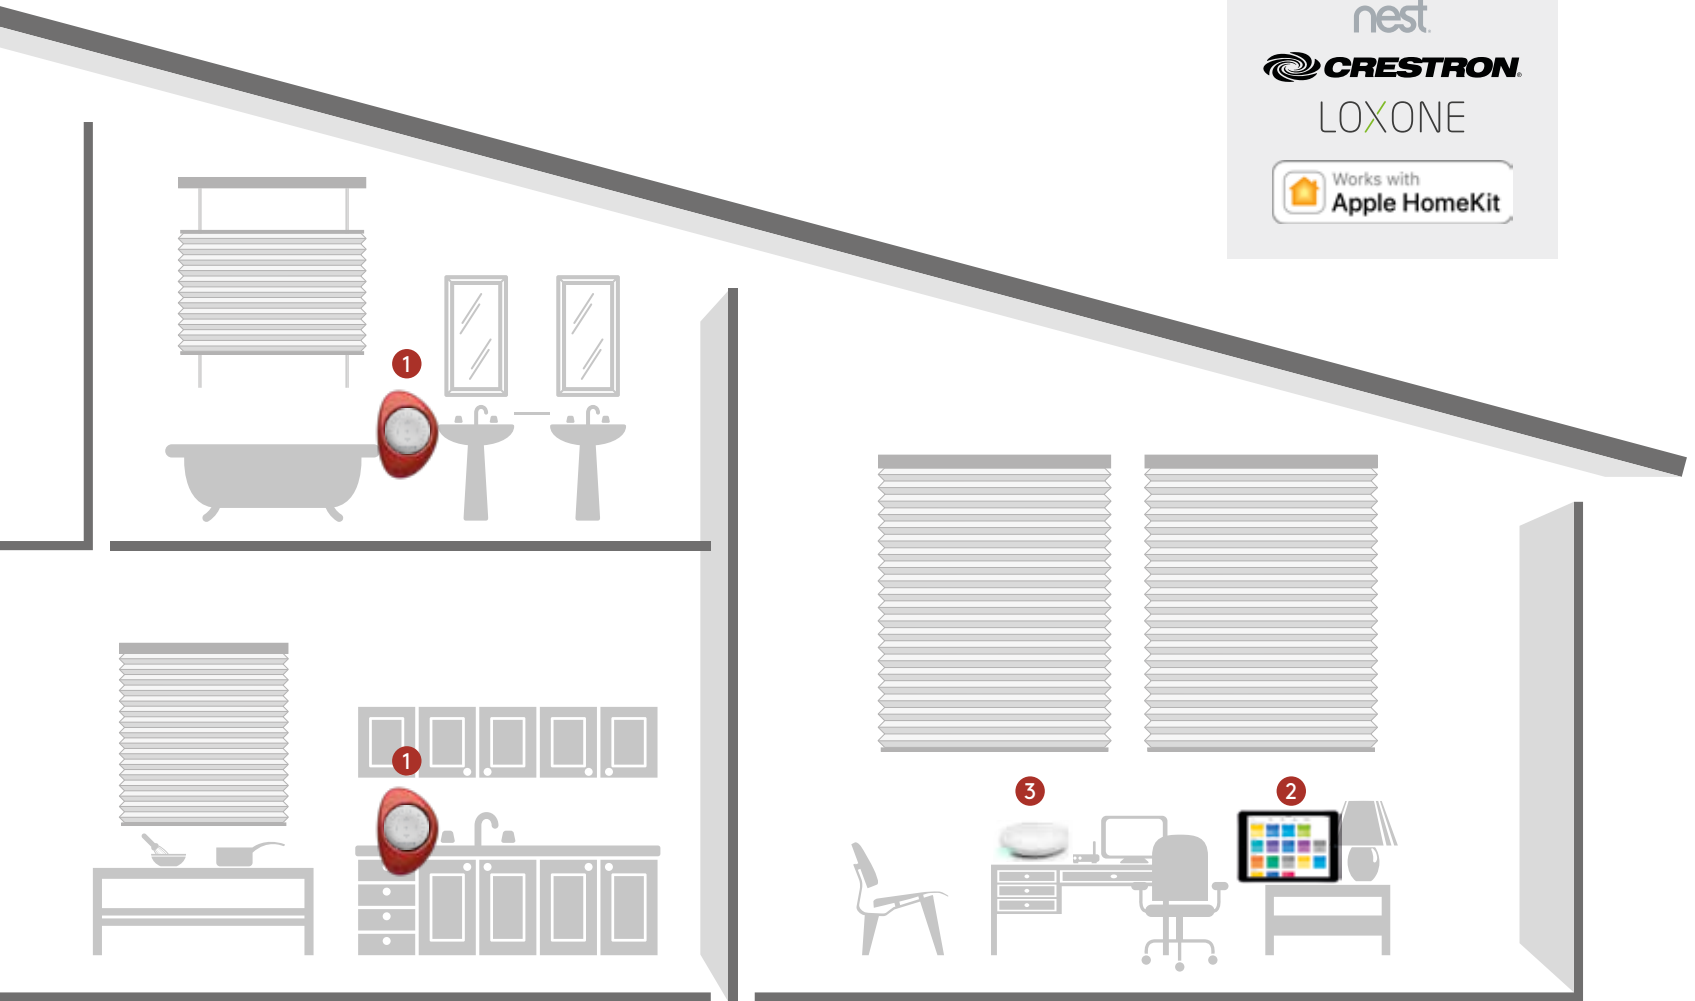 nest.
CRESTRON®
LOXONE
Works with
Apple HomeKit
1
1
3
2